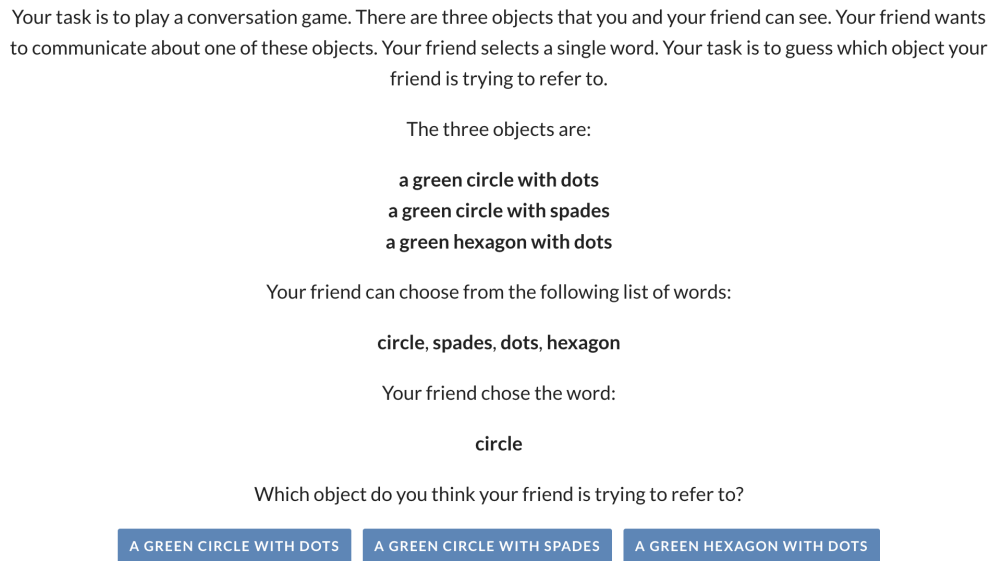 Your task is to play a conversation game. There are three objects that you and your friend can see. Your friend wants
to communicate about one of these objects. Your friend selects a single word. Your task is to guess which object your
friend is trying to refer to.
The three objects are:
a green circle with dots
a green circle with spades
a green hexagon with dots
Your friend can choose from the following list of words:
circle, spades, dots, hexagon
Your friend chose the word:
circle
Which object do you think your friend is trying to refer to?
A GREEN CIRCLE WITH DOTS
A GREEN CIRCLE WITH SPADES
A GREEN HEXAGON WITH DOTS